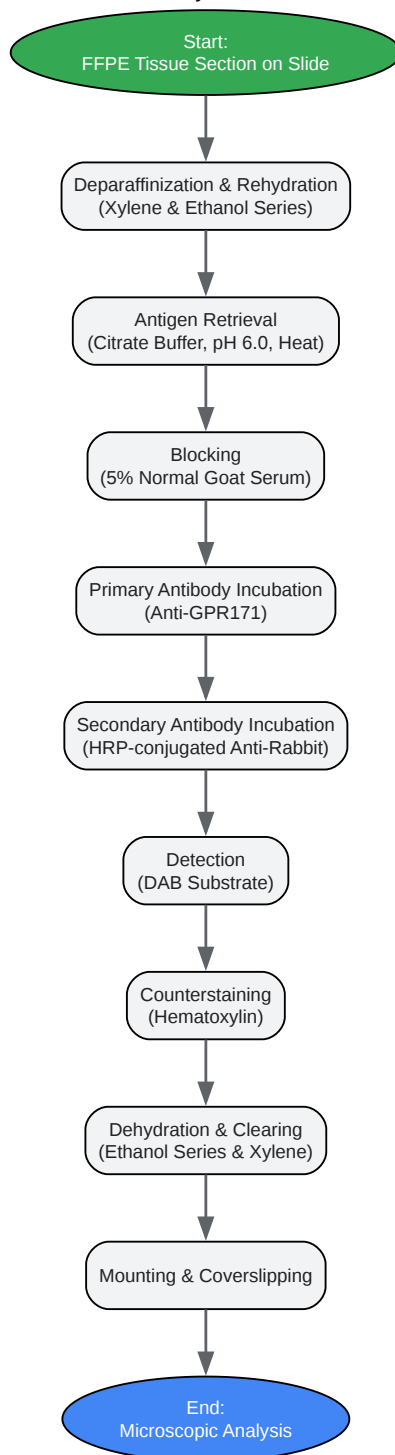 Start:
FFPE Tissue Section on Slide
Deparaffinization & Rehydration
(Xylene & Ethanol Series)
Antigen Retrieval
(Citrate Buffer, pH 6.0, Heat)
Blocking
(5% Normal Goat Serum)
Primary Antibody Incubation
(Anti-GPR171)
Secondary Antibody Incubation
(HRP-conjugated Anti-Rabbit)
Detection
(DAB Substrate)
Counterstaining
(Hematoxylin)
Dehydration & Clearing
(Ethanol Series & Xylene)
Mounting & Coverslipping
End:
Microscopic Analysis